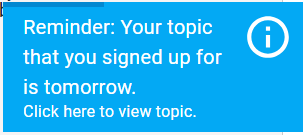 Reminder: Your topic
that you signed up for
is tomorrow.
Click here to view topic.